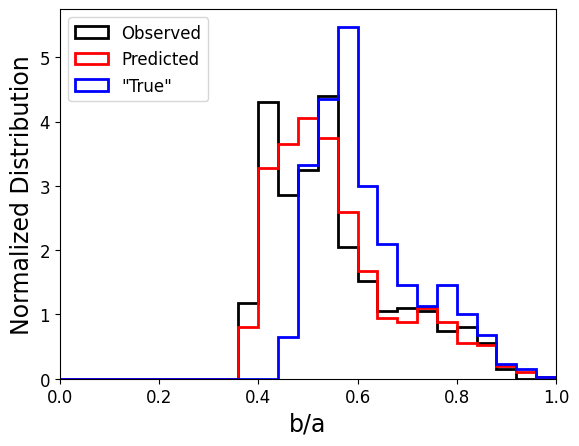 Observed
Predicted
"True"
Normalized Distribution
5
4
3
2
1
0
0.0 0.2 0.4 0.6 0.8 1.0
b/a